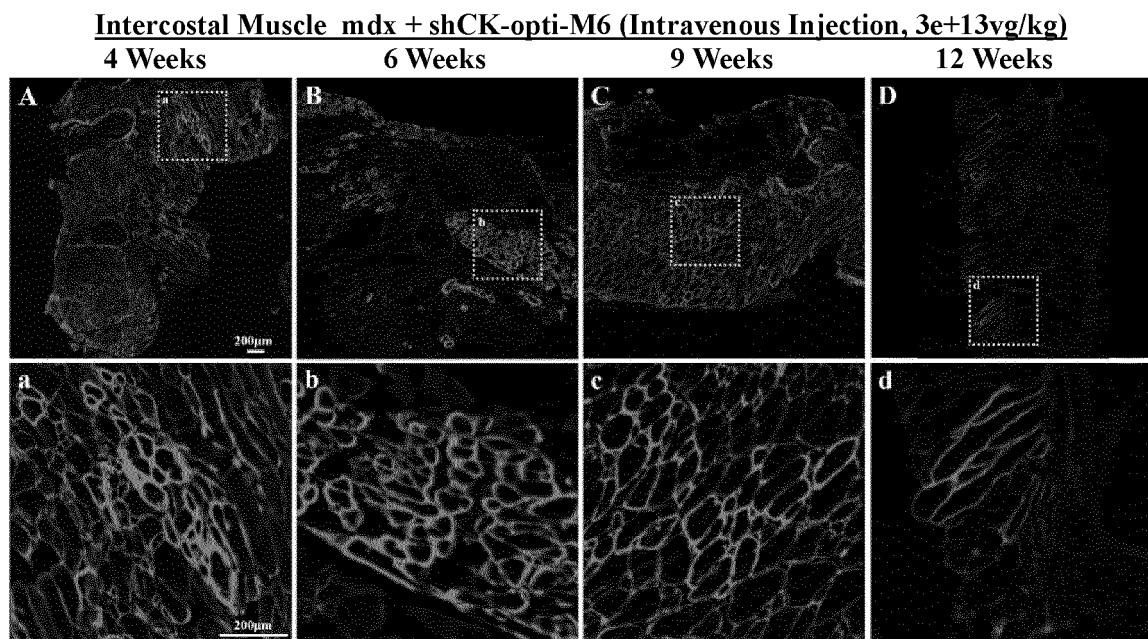 Intercostal Muscle mdx + shCK-opti-M6 (Intravenous Injection, 3e+13vg/kg)
4 Weeks 6 Weeks 9 Weeks 12 Weeks
A B C D
a b c d
200µm
a b c d
200µm